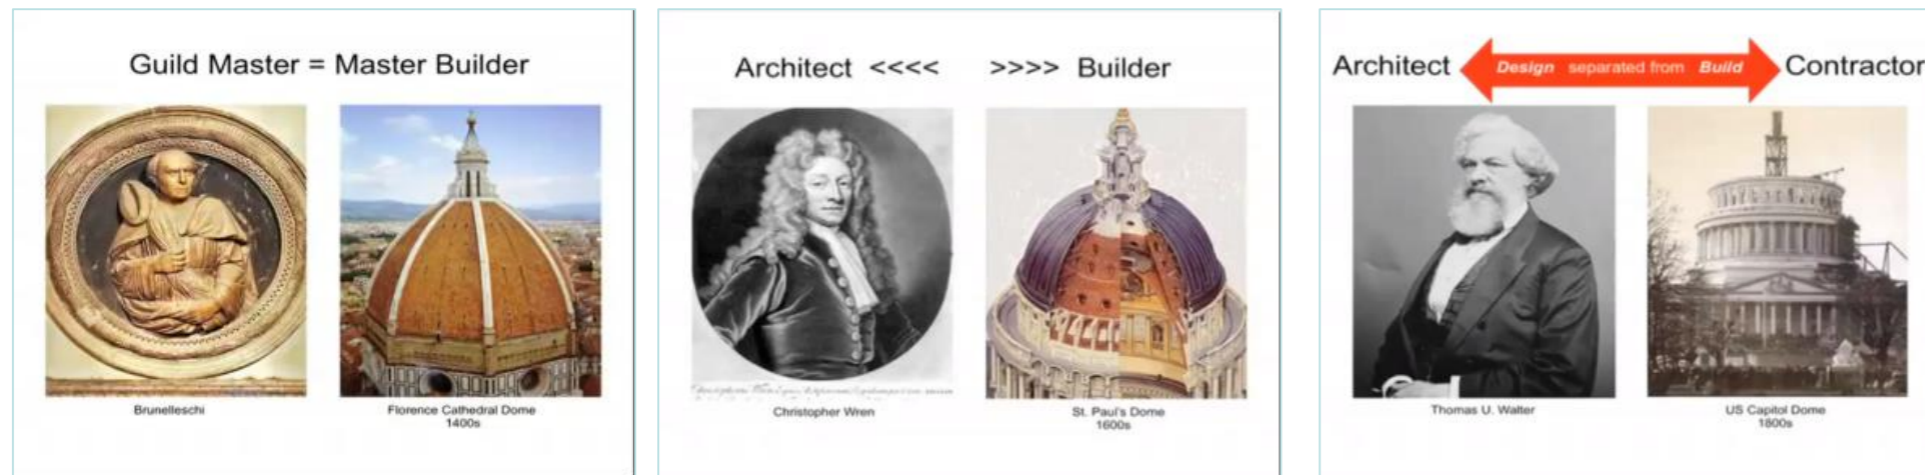 Guild Master = Master Builder
Brunelleschi
Florence Cathedral Dome
1400s
Architect <<<< >>>> Builder
Christopher Wren
St. Paul's Dome
1600s
Architect Design separated from Build Contractor
Thomas U. Walter
US Capitol Dome
1800s